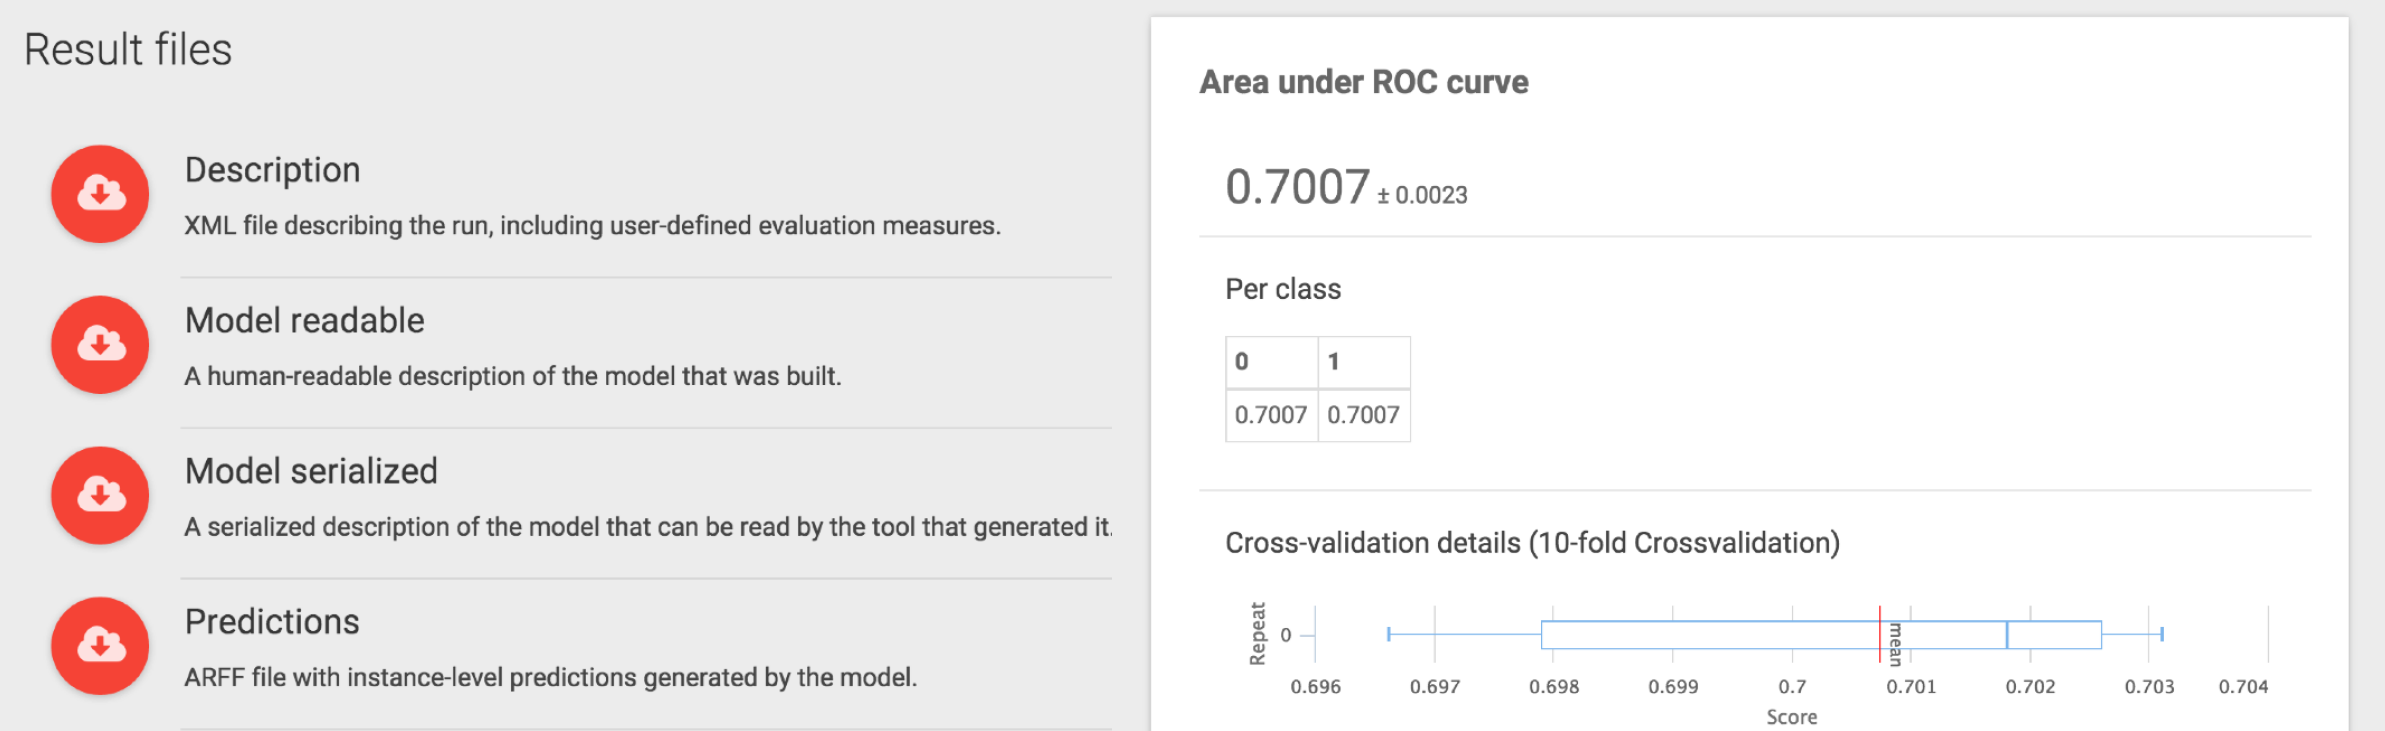 Result files
Description
XML file describing the run, including user-defined evaluation measures.
Model readable
A human-readable description of the model that was built.
Model serialized
A serialized description of the model that can be read by the tool that generated it.
Predictions
ARFF file with instance-level predictions generated by the model.
Area under ROC curve
0.7007 ± 0.0023
Per class
0 1
0.7007 0.7007
Cross-validation details (10-fold Crossvalidation)
Repeat
0
mean
0.696 0.697 0.698 0.699 0.7 0.701 0.702 0.703 0.704
Score